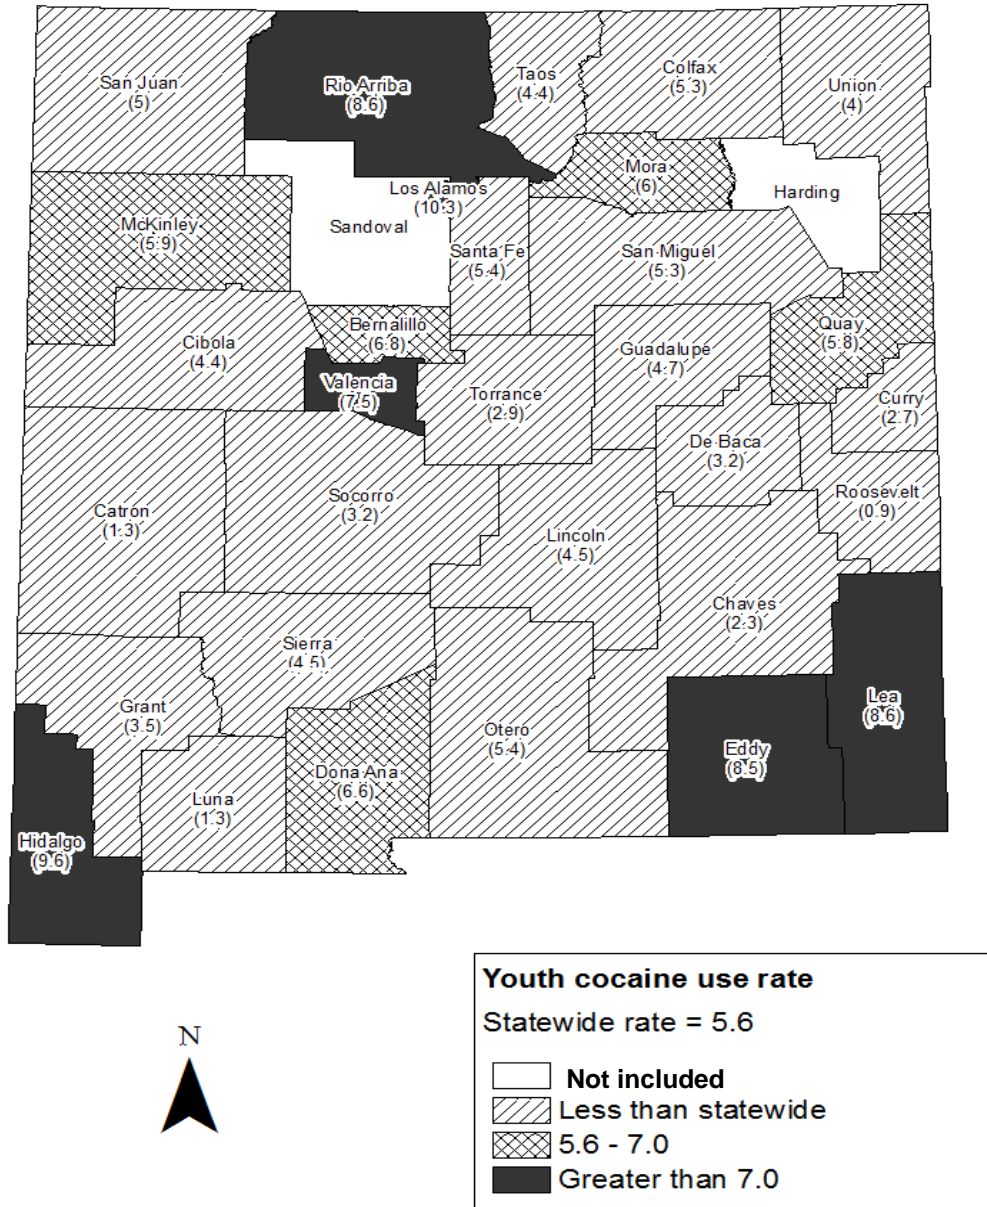 San Juan
(5)
Rio Arriba
(8.6)
Taos
(4.4)
Colfax
(5.3)
Union
(4)
Mora
(6)
Harding
Los Alamos
(10.3)
Sandoval
McKinley
(5.9)
Santa Fe
(5.4)
San Miguel
(5.3)
Bernalillo
(6.8)
Quay
(5.8)
Cibola
(4.4)
Guadalupe
(4.7)
Valencia
(7.5)
Torrance
(2.9)
Curry
(2.7)
De Baca
(3.2)
Roosevelt
(0.9)
Catron
(1.3)
Socorro
(3.2)
Lincoln
(4.5)
Chaves
(2.3)
Sierra
(4.5)
Grant
(3.5)
Lea
(8.6)
Otero
(5.4)
Eddy
(8.5)
Dona Ana
(6.6)
Luna
(1.3)
Hidalgo
(9.6)
Youth cocaine use rate
Statewide rate = 5.6
Not included
Less than statewide
5.6 - 7.0
Greater than 7.0
N